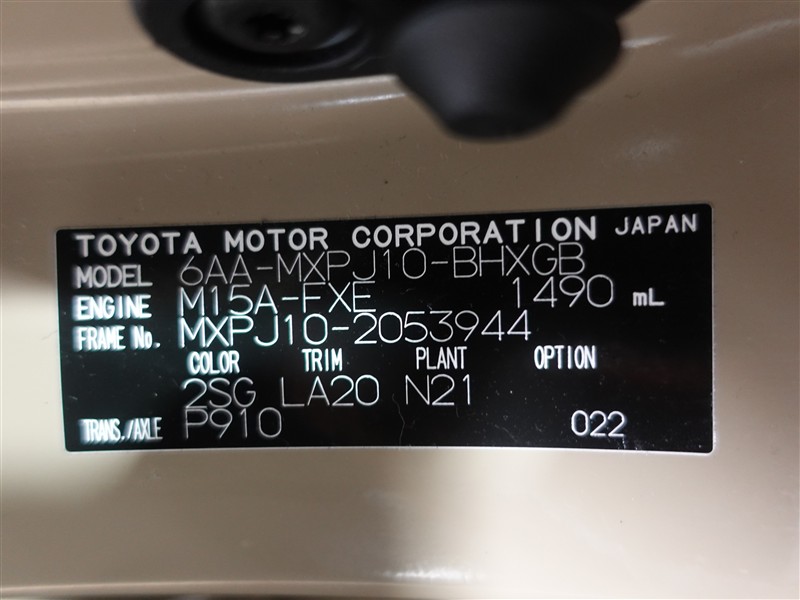 TOYOTA MOTOR CORPORATION JAPAN
MODEL 6AA-MXPJ10-BHXGB
ENGINE M15A-FXE 1490 mL
FRAME No. MXPJ10-2053944
COLOR TRIM PLANT OPTION
2SG LA20 N21
TRANS./AXLE P910 022